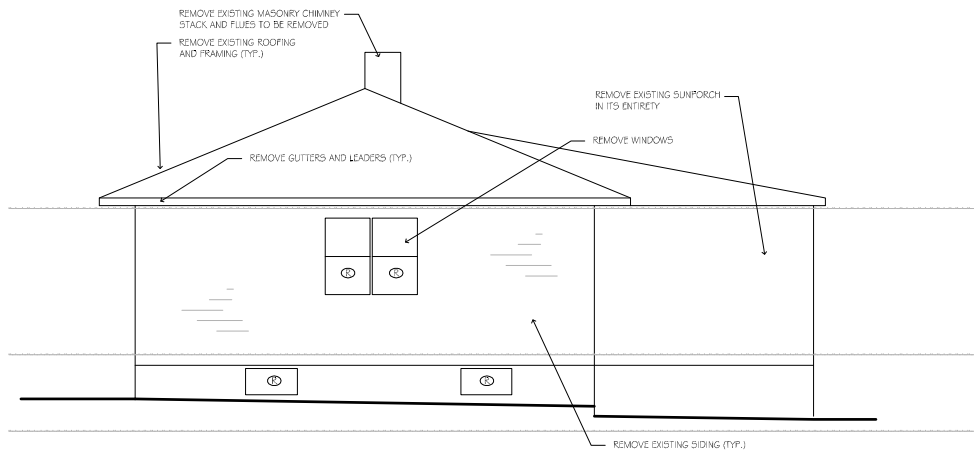 REMOVE EXISTING MASONRY CHIMNEY
STACK AND FLUES TO BE REMOVED
REMOVE EXISTING ROOFING
AND FRAMING (TYP.)
REMOVE EXISTING SUNPORCH
IN ITS ENTIRETY
REMOVE WINDOWS
REMOVE GUTTERS AND LEADERS (TYP.)
R
R
R
R
REMOVE EXISTING SIDING (TYP.)